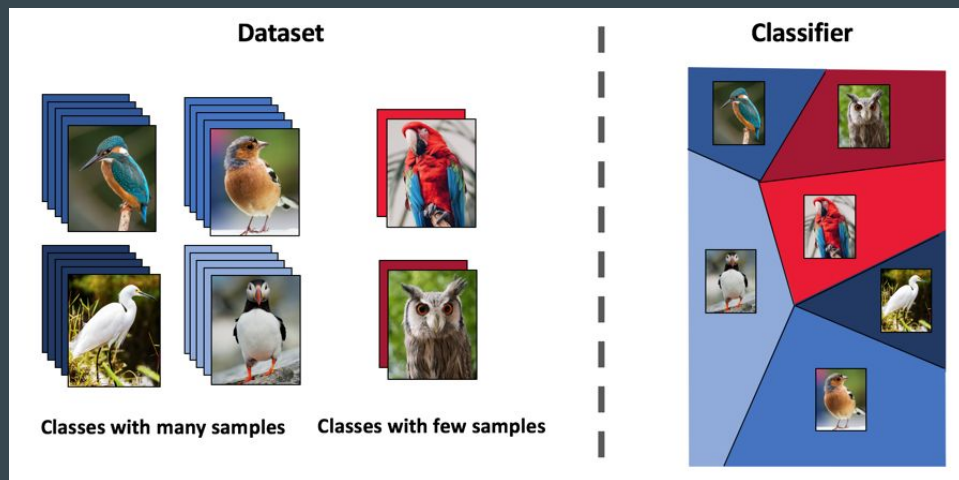 Dataset
Classifier
Classes with many samples
Classes with few samples